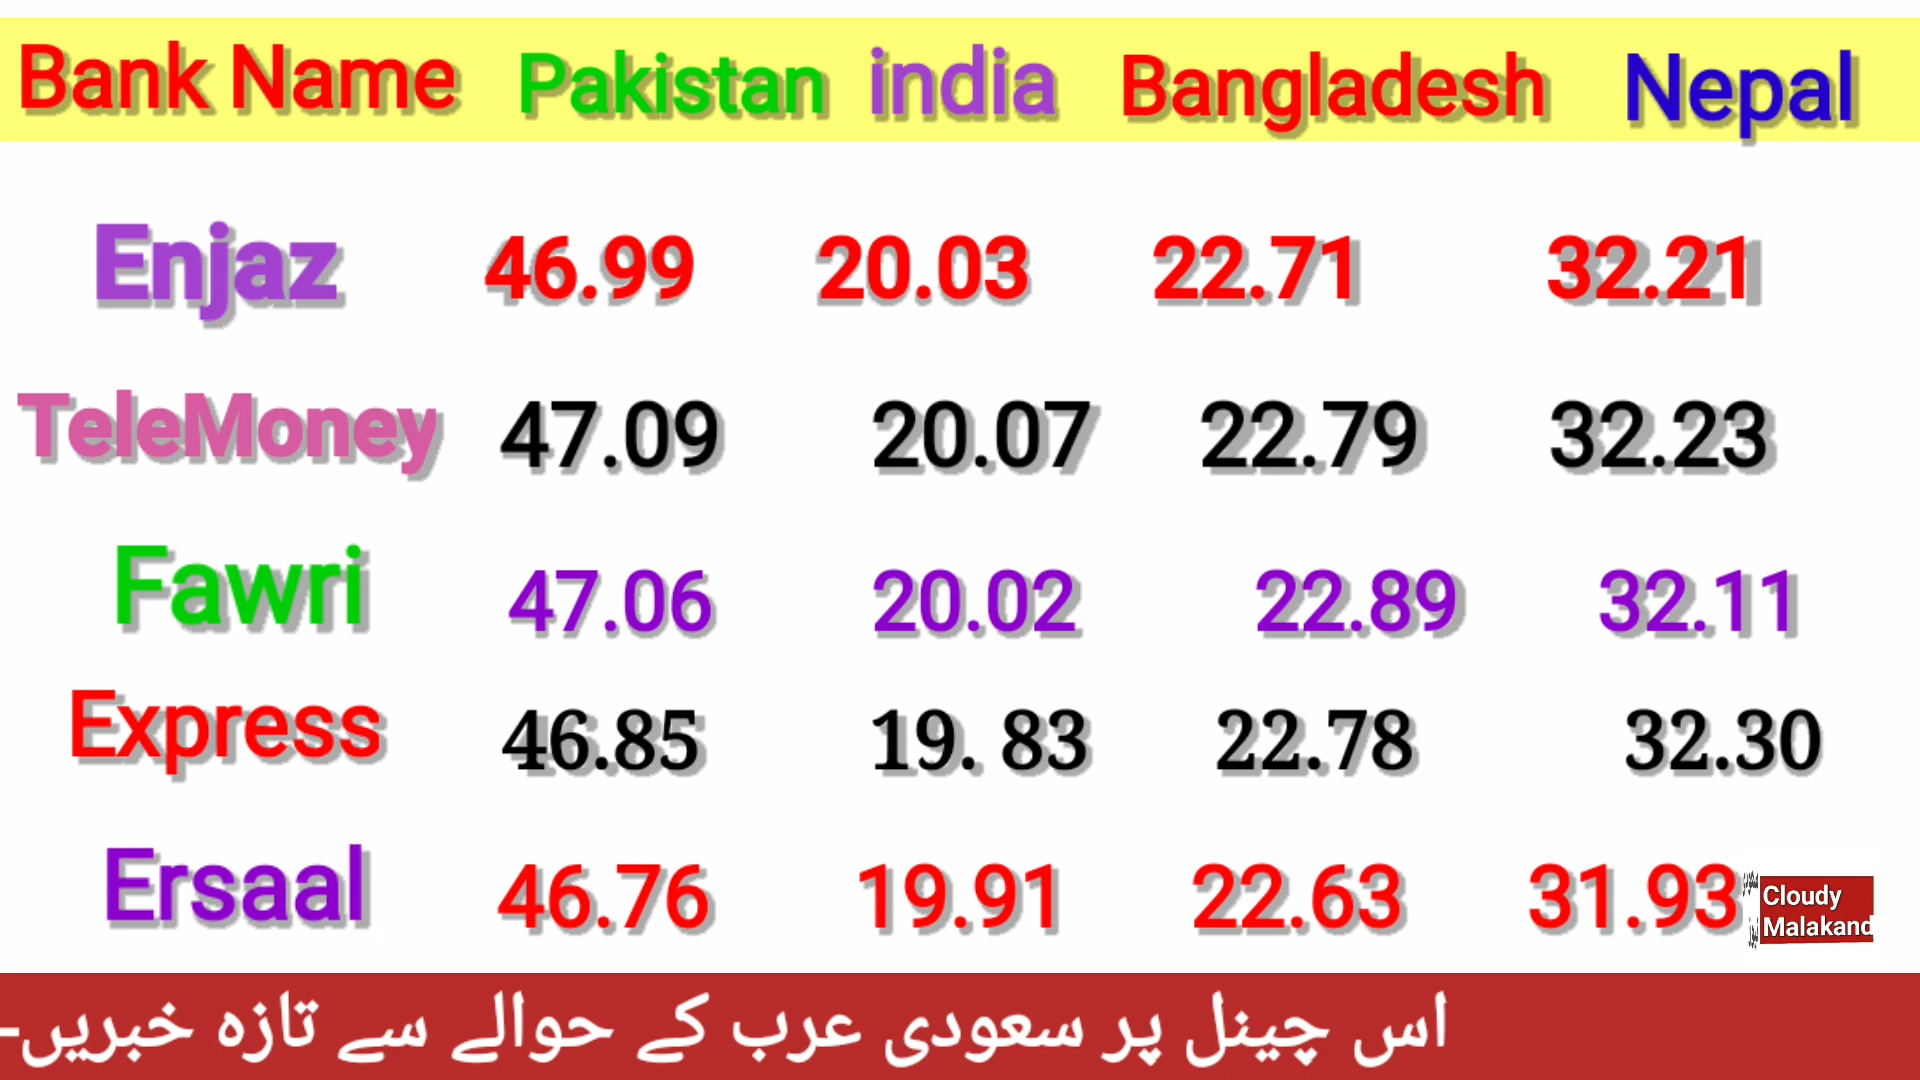 Bank Name Pakistan india Bangladesh Nepal
Enjaz 46.99 20.03 22.71 32.21
TeleMoney 47.09 20.07 22.79 32.23
Fawri 47.06 20.02 22.89 32.11
Express 46.85 19. 83 22.78 32.30
Ersaal 46.76 19.91 22.63 31.93
Cloudy
Malakand
اس چینل پر سعودی عرب کے حوالے سے تازہ خبریں-